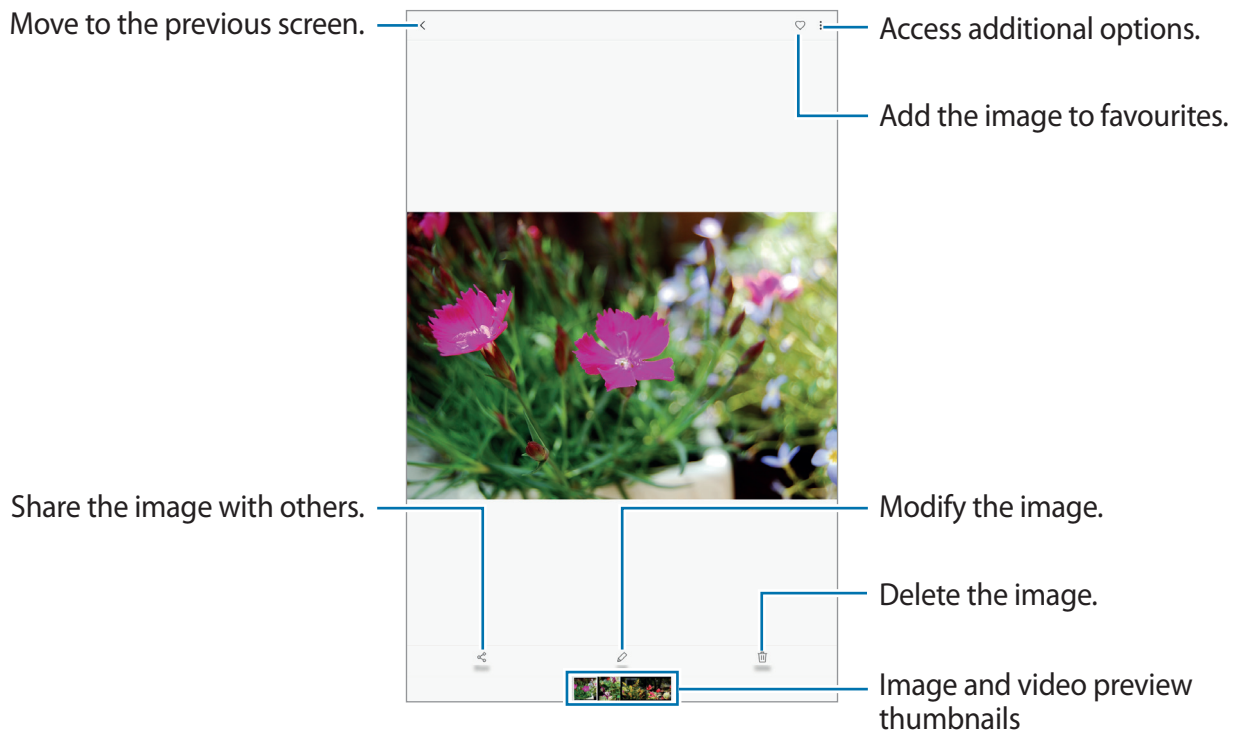 Move to the previous screen.
Access additional options.
Add the image to favourites.
Share the image with others.
Modify the image.
Delete the image.
Image and video preview
thumbnails